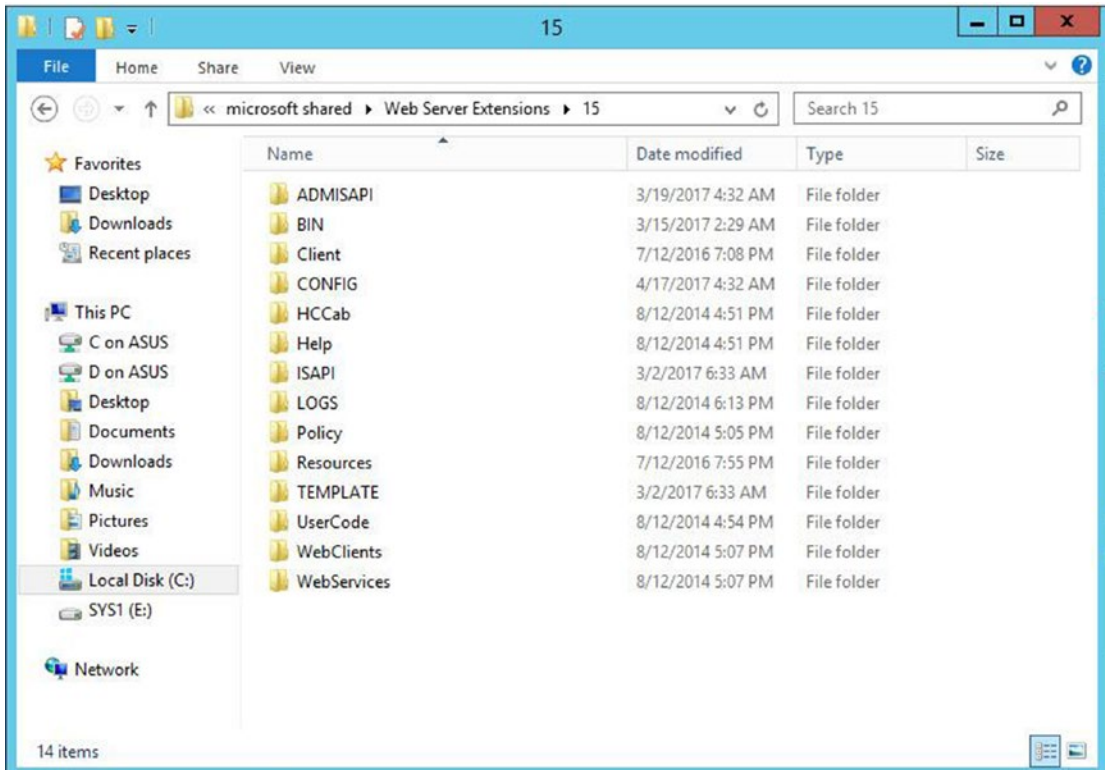 15
File Home Share View
« microsoft shared Web Server Extensions 15
Search 15
Name Date modified Type Size
Favorites
Desktop
Downloads
Recent places
This PC
C on ASUS
D on ASUS
Desktop
Documents
Downloads
Music
Pictures
Videos
Local Disk (C:)
SYS1 (E:)
Network
ADMISAPI 3/19/2017 4:32 AM File folder
BIN 3/15/2017 2:29 AM File folder
Client 7/12/2016 7:08 PM File folder
CONFIG 4/17/2017 4:32 AM File folder
HCCab 8/12/2014 4:51 PM File folder
Help 8/12/2014 4:51 PM File folder
ISAPI 3/2/2017 6:33 AM File folder
LOGS 8/12/2014 6:13 PM File folder
Policy 8/12/2014 5:05 PM File folder
Resources 7/12/2016 7:55 PM File folder
TEMPLATE 3/2/2017 6:33 AM File folder
UserCode 8/12/2014 4:54 PM File folder
WebClients 8/12/2014 5:07 PM File folder
WebServices 8/12/2014 5:07 PM File folder
14 items